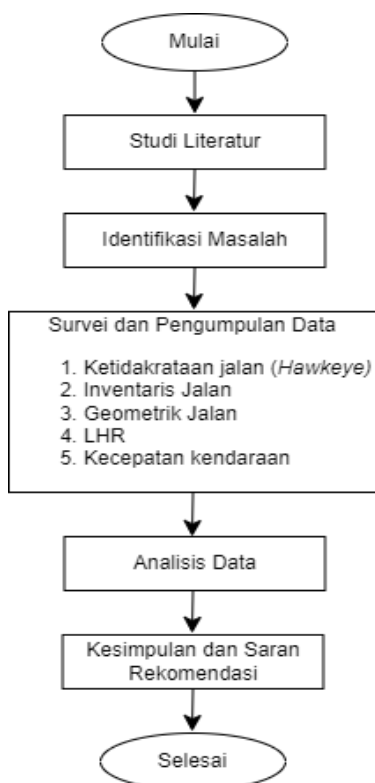 Mulai
Studi Literatur
Identifikasi Masalah
Survei dan Pengumpulan Data
1. Ketidakrataan jalan (Hawkeye)
2. Inventaris Jalan
3. Geometrik Jalan
4. LHR
5. Kecepatan kendaraan
Analisis Data
Kesimpulan dan Saran
Rekomendasi
Selesai